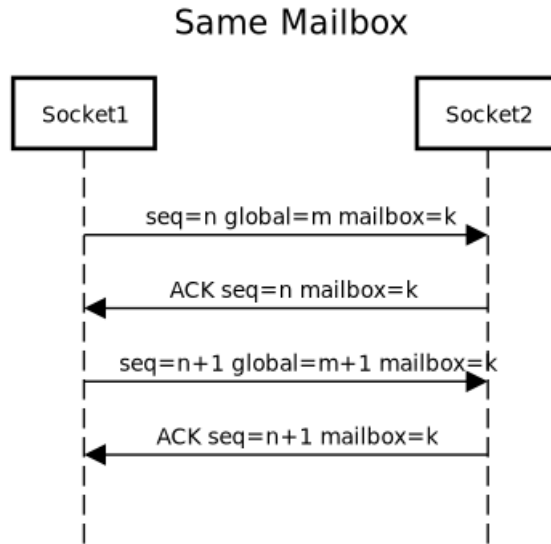 Same Mailbox
Socket1
Socket2
seq=n global=m mailbox=k
ACK seq=n mailbox=k
seq=n+1 global=m+1 mailbox=k
ACK seq=n+1 mailbox=k